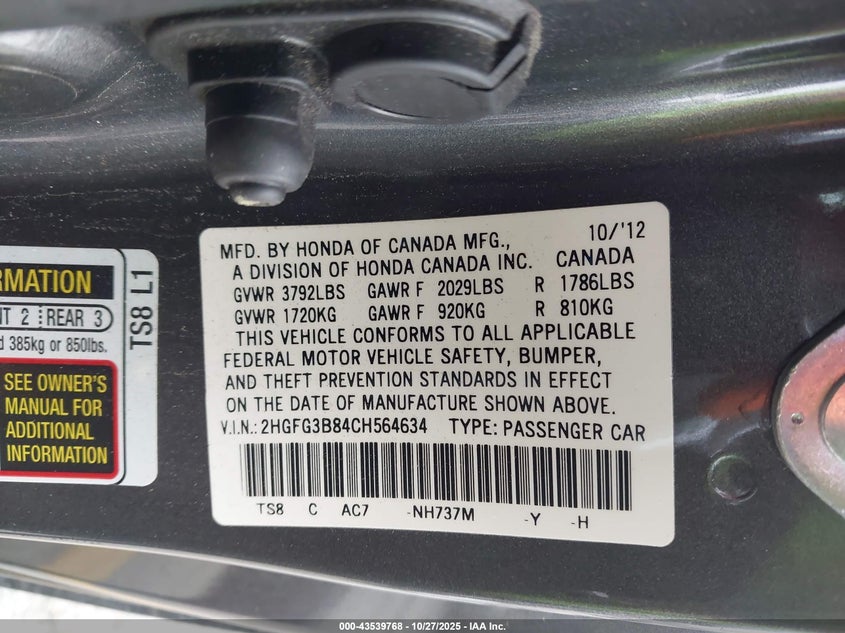 RMATION
NT 2 REAR 3
d 385kg or 850lbs.
SEE OWNER'S
MANUAL FOR
ADDITIONAL
INFORMATION
TS8 L1
MFD. BY HONDA OF CANADA MFG., 10/'12
A DIVISION OF HONDA CANADA INC. CANADA
GVWR 3792LBS GAWR F 2029LBS R 1786LBS
GVWR 1720KG GAWR F 920KG R 810KG
THIS VEHICLE CONFORMS TO ALL APPLICABLE
FEDERAL MOTOR VEHICLE SAFETY, BUMPER,
AND THEFT PREVENTION STANDARDS IN EFFECT
ON THE DATE OF MANUFACTURE SHOWN ABOVE.
V.I.N.: 2HGFG3B84CH564634 TYPE: PASSENGER CAR
TS8 C AC7 -NH737M -Y -H
000-43539768 - 10/27/2025 - IAA Inc.